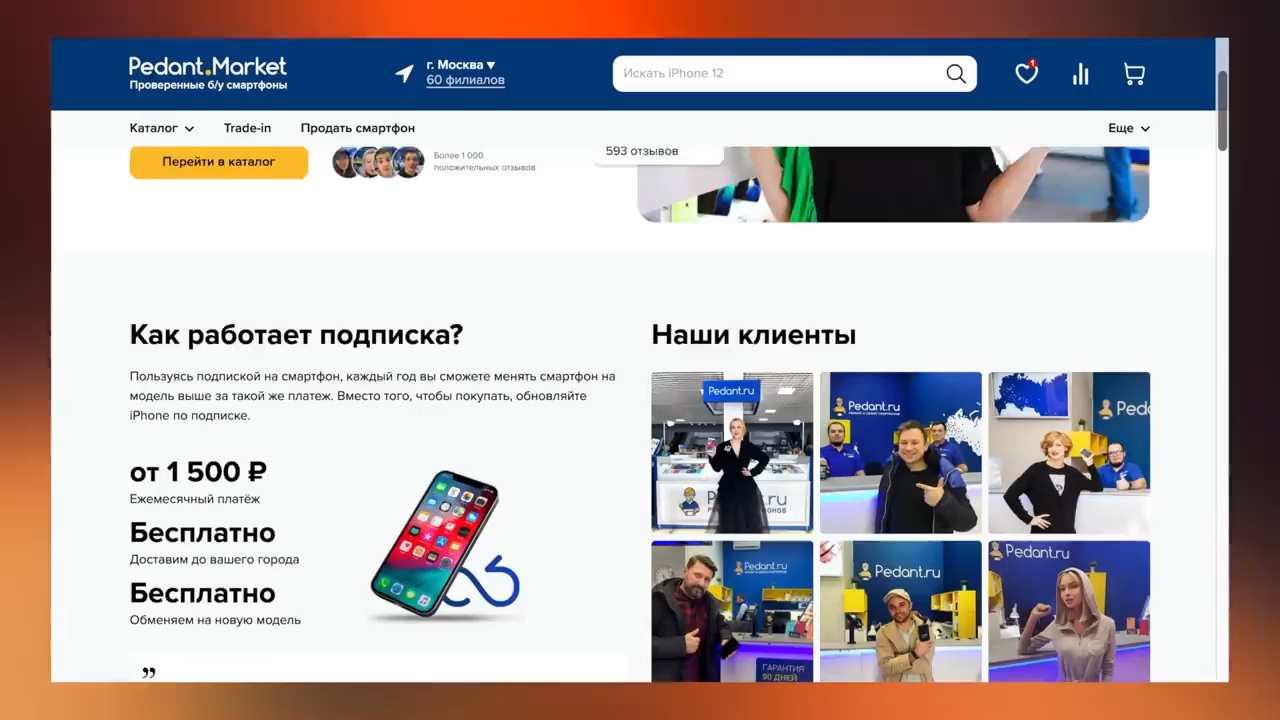 Pedant.Market
Проверенные б/у смартфоны
г. Москва ▼
60 филиалов
Искать iPhone 12
1
Каталог
Trade-in
Продать смартфон
Еще
Перейти в каталог
Более 1 000
положительных отзывов
593 отзывов
Как работает подписка?
Пользуясь подпиской на смартфон, каждый год вы сможете менять смартфон на
модель выше за такой же платеж. Вместо того, чтобы покупать, обновляйте
iPhone по подписке.
от 1 500 ₽
Ежемесячный платёж
Бесплатно
Доставим до вашего города
Бесплатно
Обменяем на новую модель
”
Наши клиенты
Pedant.ru
Pedant.ru
Pedant.ru
Pedant.ru
Pedant.ru
Pedant.ru
ГАРАНТИЯ
90 ДНЕЙ